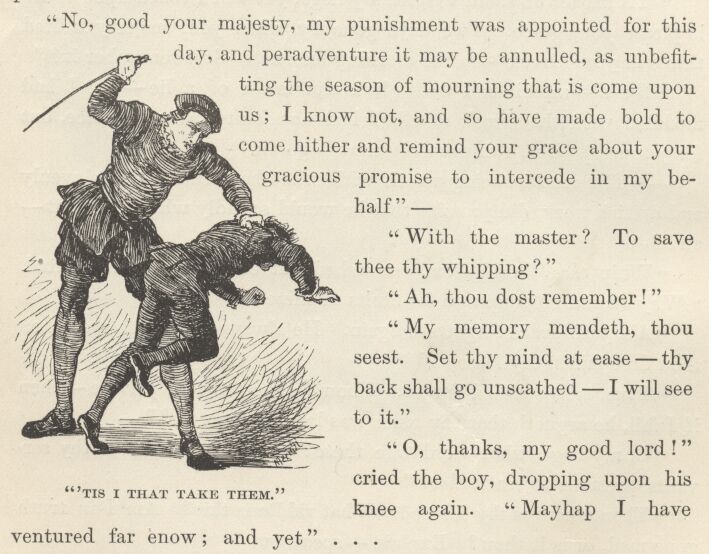 “No, good your majesty, my punishment was appointed for this
day, and peradventure it may be annulled, as unbefit-
ting the season of mourning that is come upon
us; I know not, and so have made bold to
come hither and remind your grace about your
gracious promise to intercede in my be-
half”—
“With the master? To save
thee thy whipping?”
“Ah, thou dost remember!”
“My memory mendeth, thou
seest. Set thy mind at ease—thy
back shall go unscathed—I will see
to it.”
“O, thanks, my good lord!”
cried the boy, dropping upon his
knee again. “Mayhap I have
ventured far enow; and yet” . . .
“’TIS I THAT TAKE THEM.”